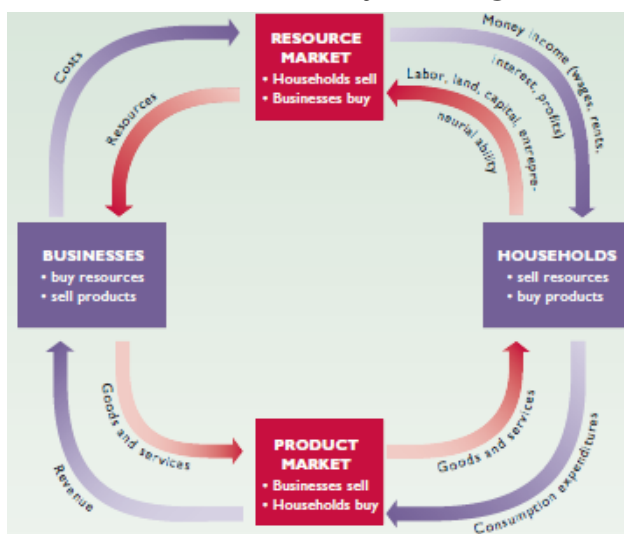 RESOURCE
MARKET
• Households sell
• Businesses buy
Costs
Resources
Money income (wages, rents,
interest, profits)
Labor, land, capital, entrepre-
neurial ability
BUSINESSES
• buy resources
• sell products
HOUSEHOLDS
• sell resources
• buy products
Goods and services
Revenue
PRODUCT
MARKET
• Businesses sell
• Households buy
Goods and services
Consumption expenditures